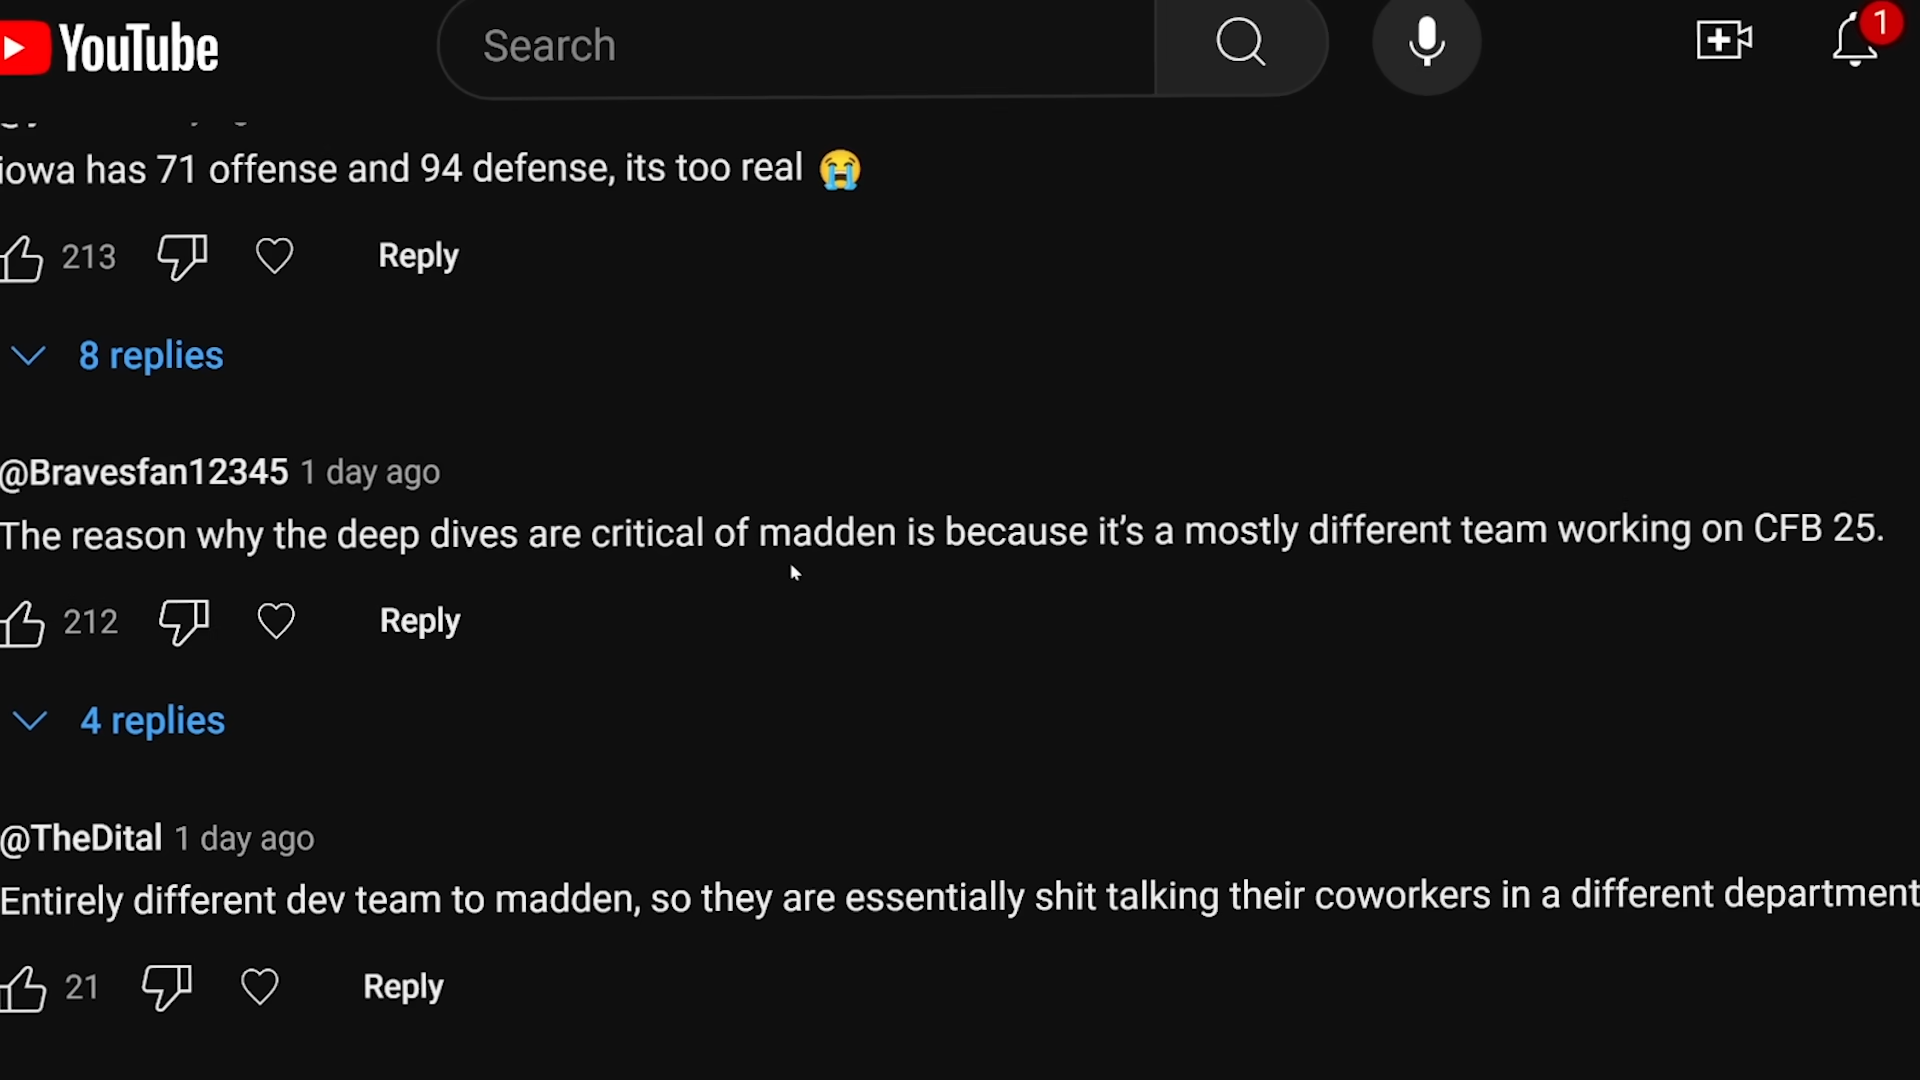 YouTube
Search
1
iowa has 71 offense and 94 defense, its too real
213
Reply
8 replies
@Bravesfan12345 1 day ago
The reason why the deep dives are critical of madden is because it's a mostly different team working on CFB 25.
212
Reply
4 replies
@TheDital 1 day ago
Entirely different dev team to madden, so they are essentially shit talking their coworkers in a different department
21
Reply